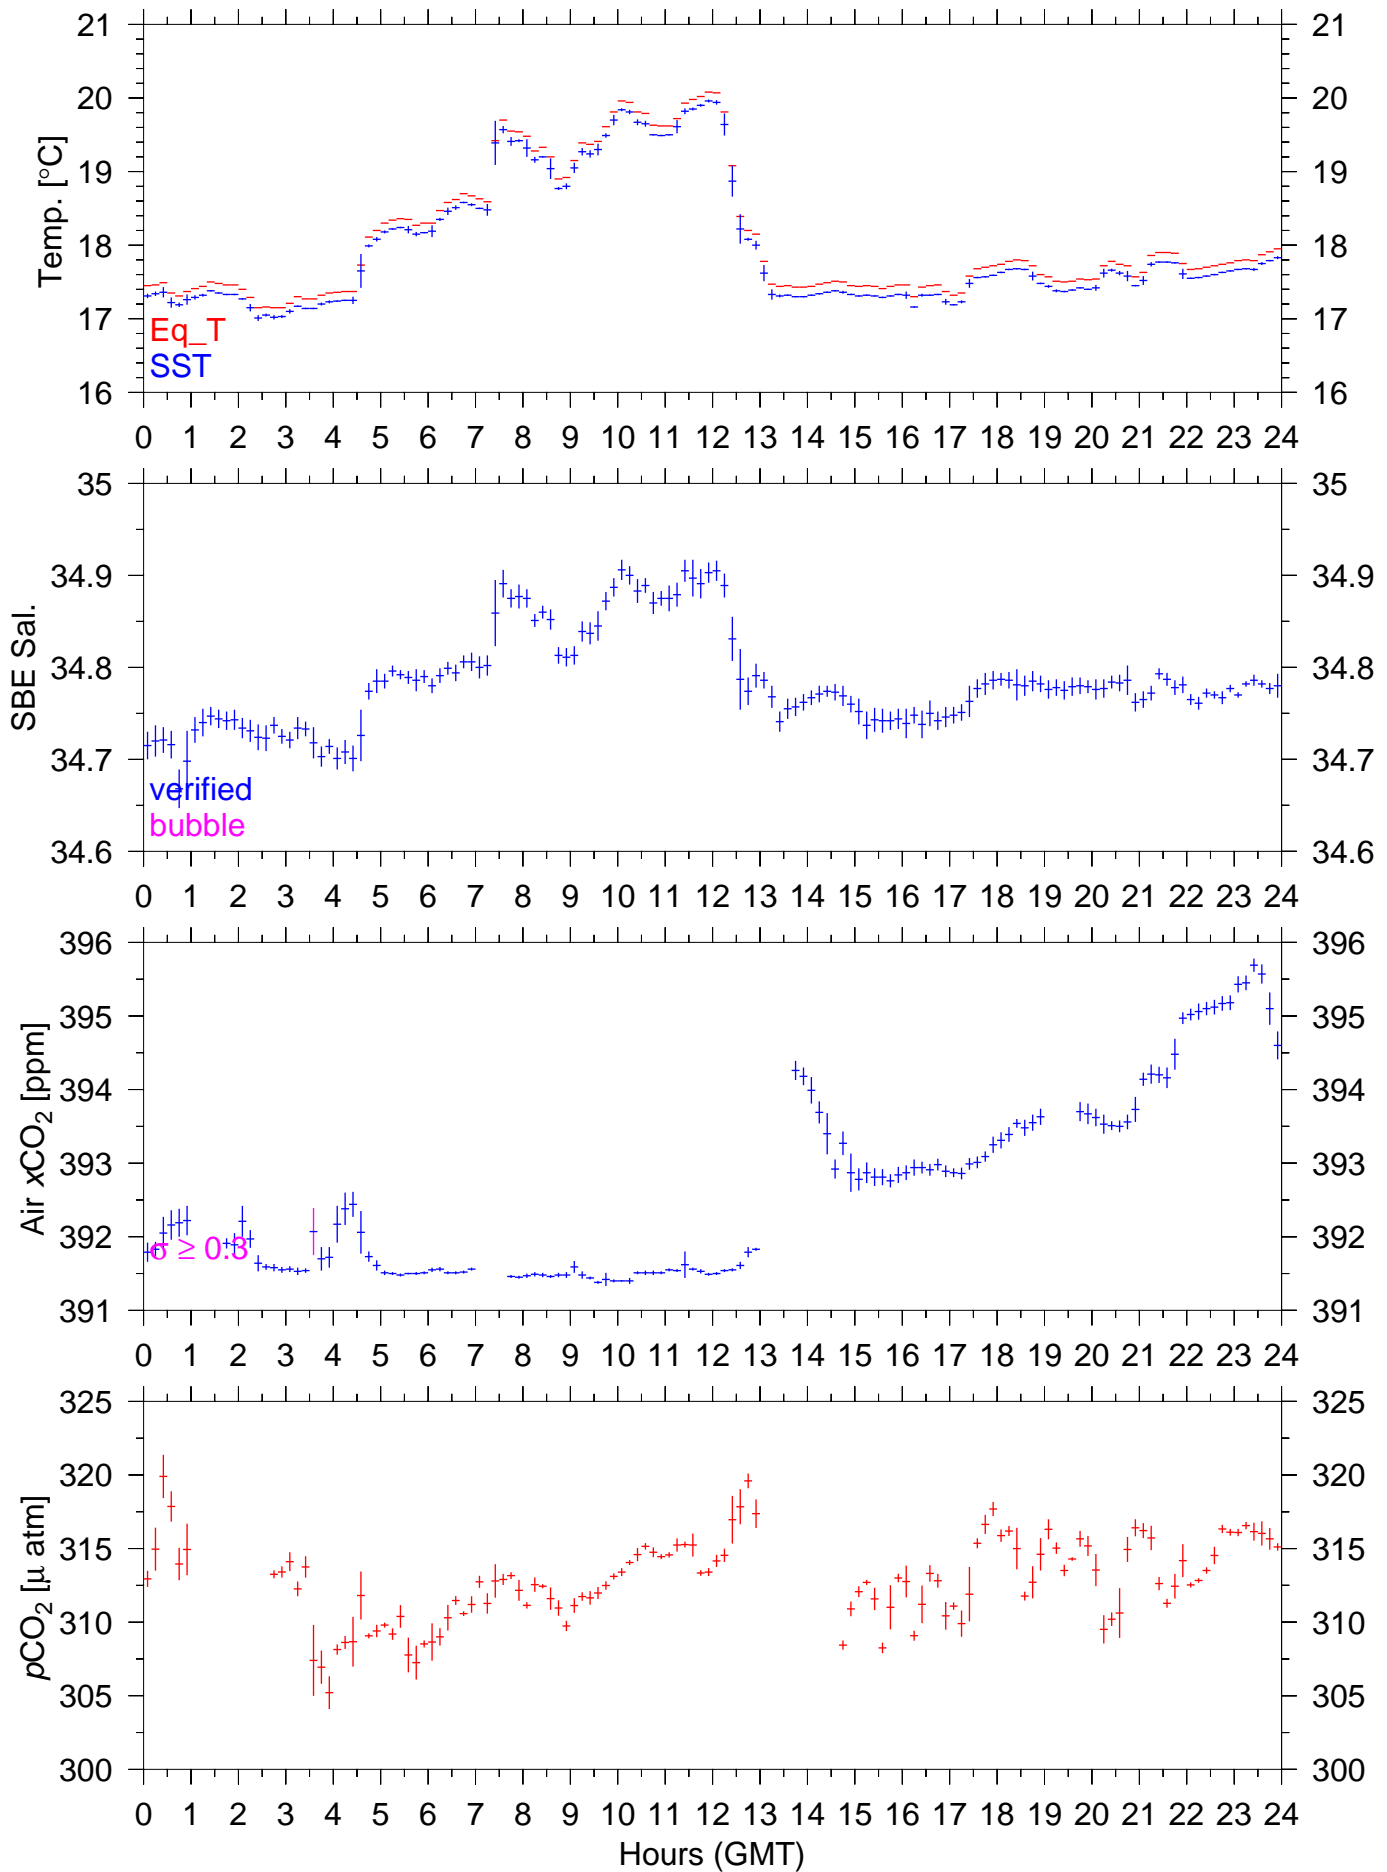 21 21
20 20
19 19
18 18
17 17
16 16
Temp. [°C]
Eq_T
SST
0 1 2 3 4 5 6 7 8 9 10 11 12 13 14 15 16 17 18 19 20 21 22 23 24
35 35
34.9 34.9
34.8 34.8
34.7 34.7
34.6 34.6
SBE Sal.
verified
bubble
0 1 2 3 4 5 6 7 8 9 10 11 12 13 14 15 16 17 18 19 20 21 22 23 24
396 396
395 395
394 394
393 393
392 392
391 391
Air xCO₂ [ppm]
σ ≥ 0.3
0 1 2 3 4 5 6 7 8 9 10 11 12 13 14 15 16 17 18 19 20 21 22 23 24
325 325
320 320
315 315
310 310
305 305
300 300
pCO₂ [μ atm]
0 1 2 3 4 5 6 7 8 9 10 11 12 13 14 15 16 17 18 19 20 21 22 23 24
Hours (GMT)